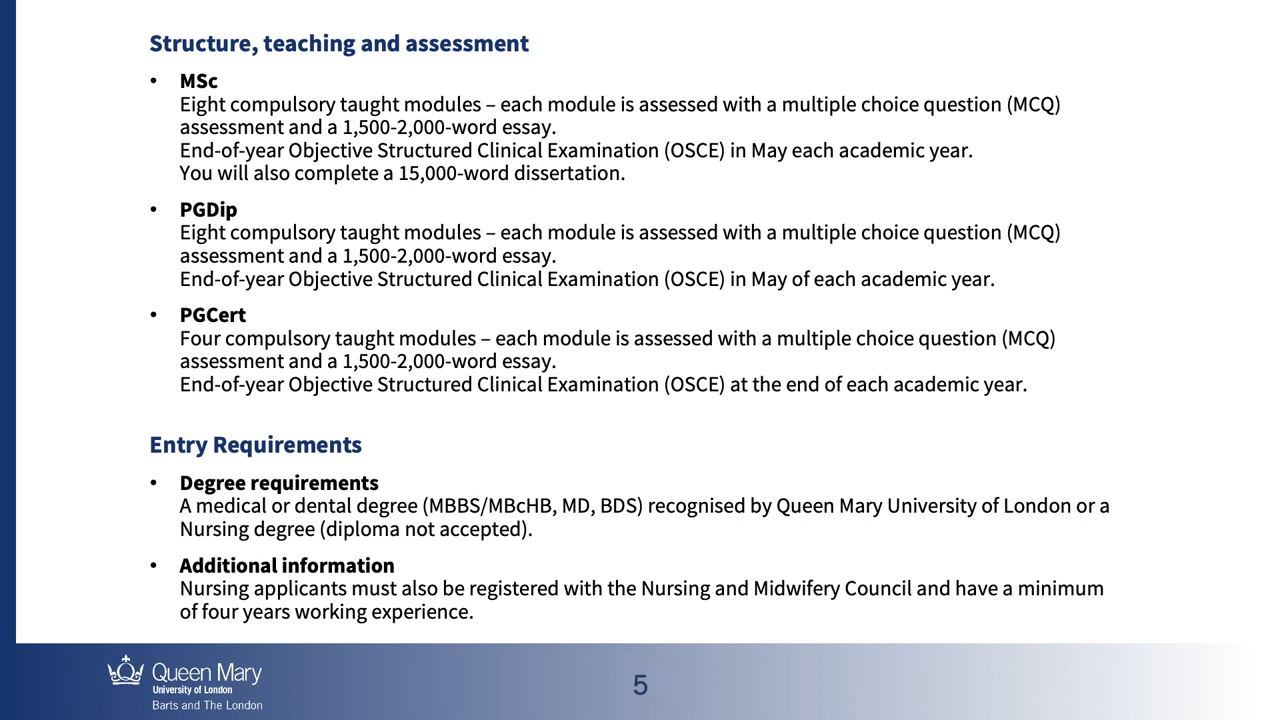 Structure, teaching and assessment
• MSc
Eight compulsory taught modules – each module is assessed with a multiple choice question (MCQ)
assessment and a 1,500-2,000-word essay.
End-of-year Objective Structured Clinical Examination (OSCE) in May each academic year.
You will also complete a 15,000-word dissertation.
• PGDip
Eight compulsory taught modules – each module is assessed with a multiple choice question (MCQ)
assessment and a 1,500-2,000-word essay.
End-of-year Objective Structured Clinical Examination (OSCE) in May of each academic year.
• PGCert
Four compulsory taught modules – each module is assessed with a multiple choice question (MCQ)
assessment and a 1,500-2,000-word essay.
End-of-year Objective Structured Clinical Examination (OSCE) at the end of each academic year.
Entry Requirements
• Degree requirements
A medical or dental degree (MBBS/MBcHB, MD, BDS) recognised by Queen Mary University of London or a
Nursing degree (diploma not accepted).
• Additional information
Nursing applicants must also be registered with the Nursing and Midwifery Council and have a minimum
of four years working experience.
Queen Mary
University of London
Barts and The London
5